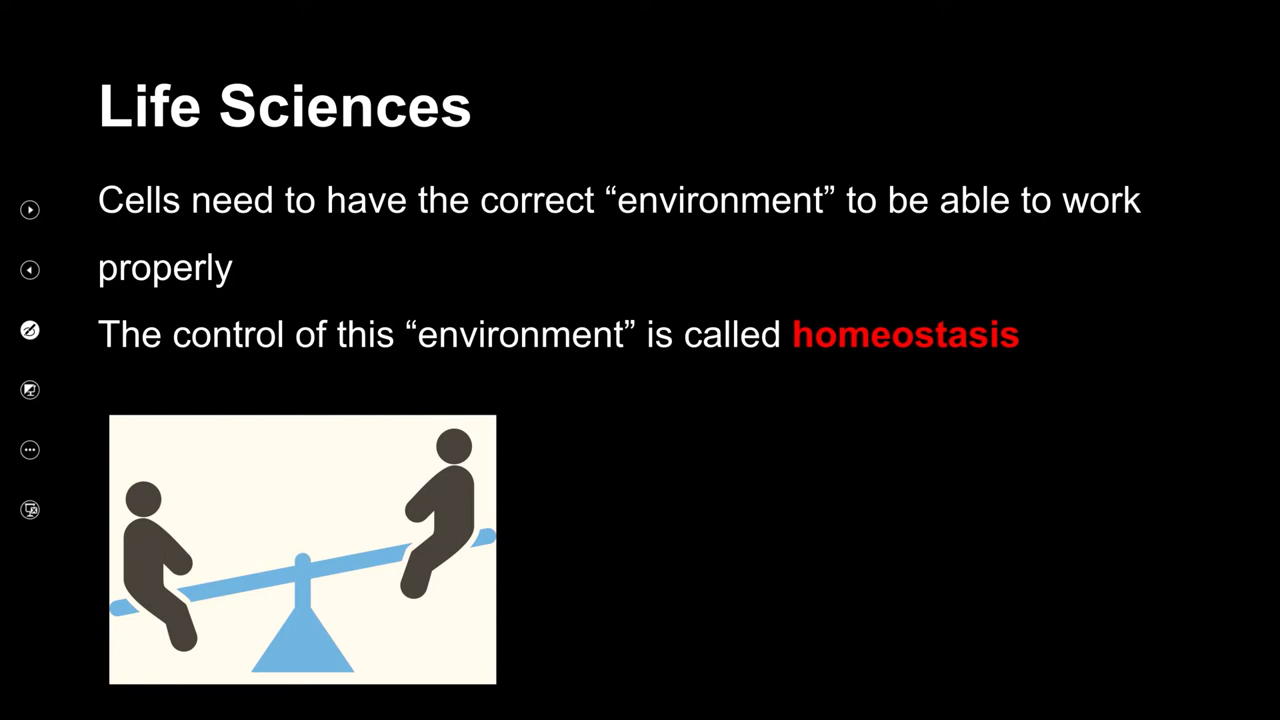 Life Sciences
Cells need to have the correct “environment” to be able to work
properly
The control of this “environment” is called homeostasis